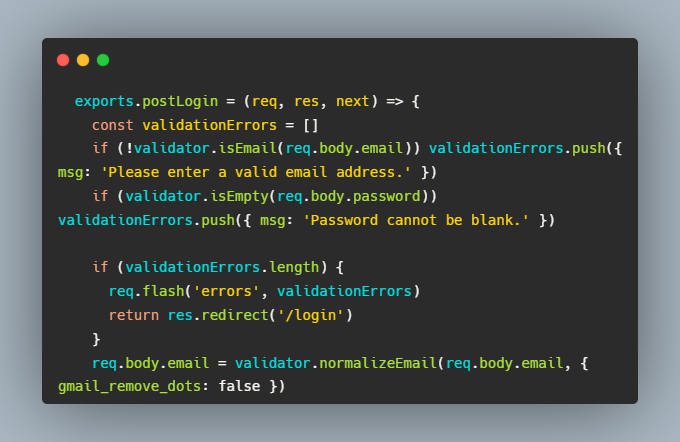 exports.postLogin = (req, res, next) => {
const validationErrors = []
if (!validator.isEmail(req.body.email)) validationErrors.push({
msg: 'Please enter a valid email address.' })
if (validator.isEmpty(req.body.password))
validationErrors.push({ msg: 'Password cannot be blank.' })
if (validationErrors.length) {
req.flash('errors', validationErrors)
return res.redirect('/login')
}
req.body.email = validator.normalizeEmail(req.body.email, {
gmail_remove_dots: false })